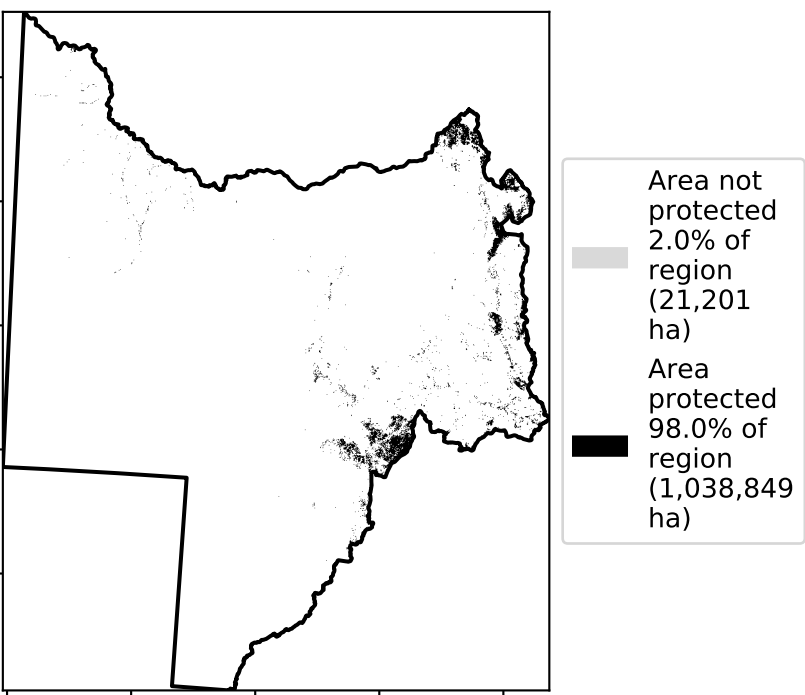 Area not
protected
2.0% of
region
(21,201
ha)
Area
protected
98.0% of
region
(1,038,849
ha)